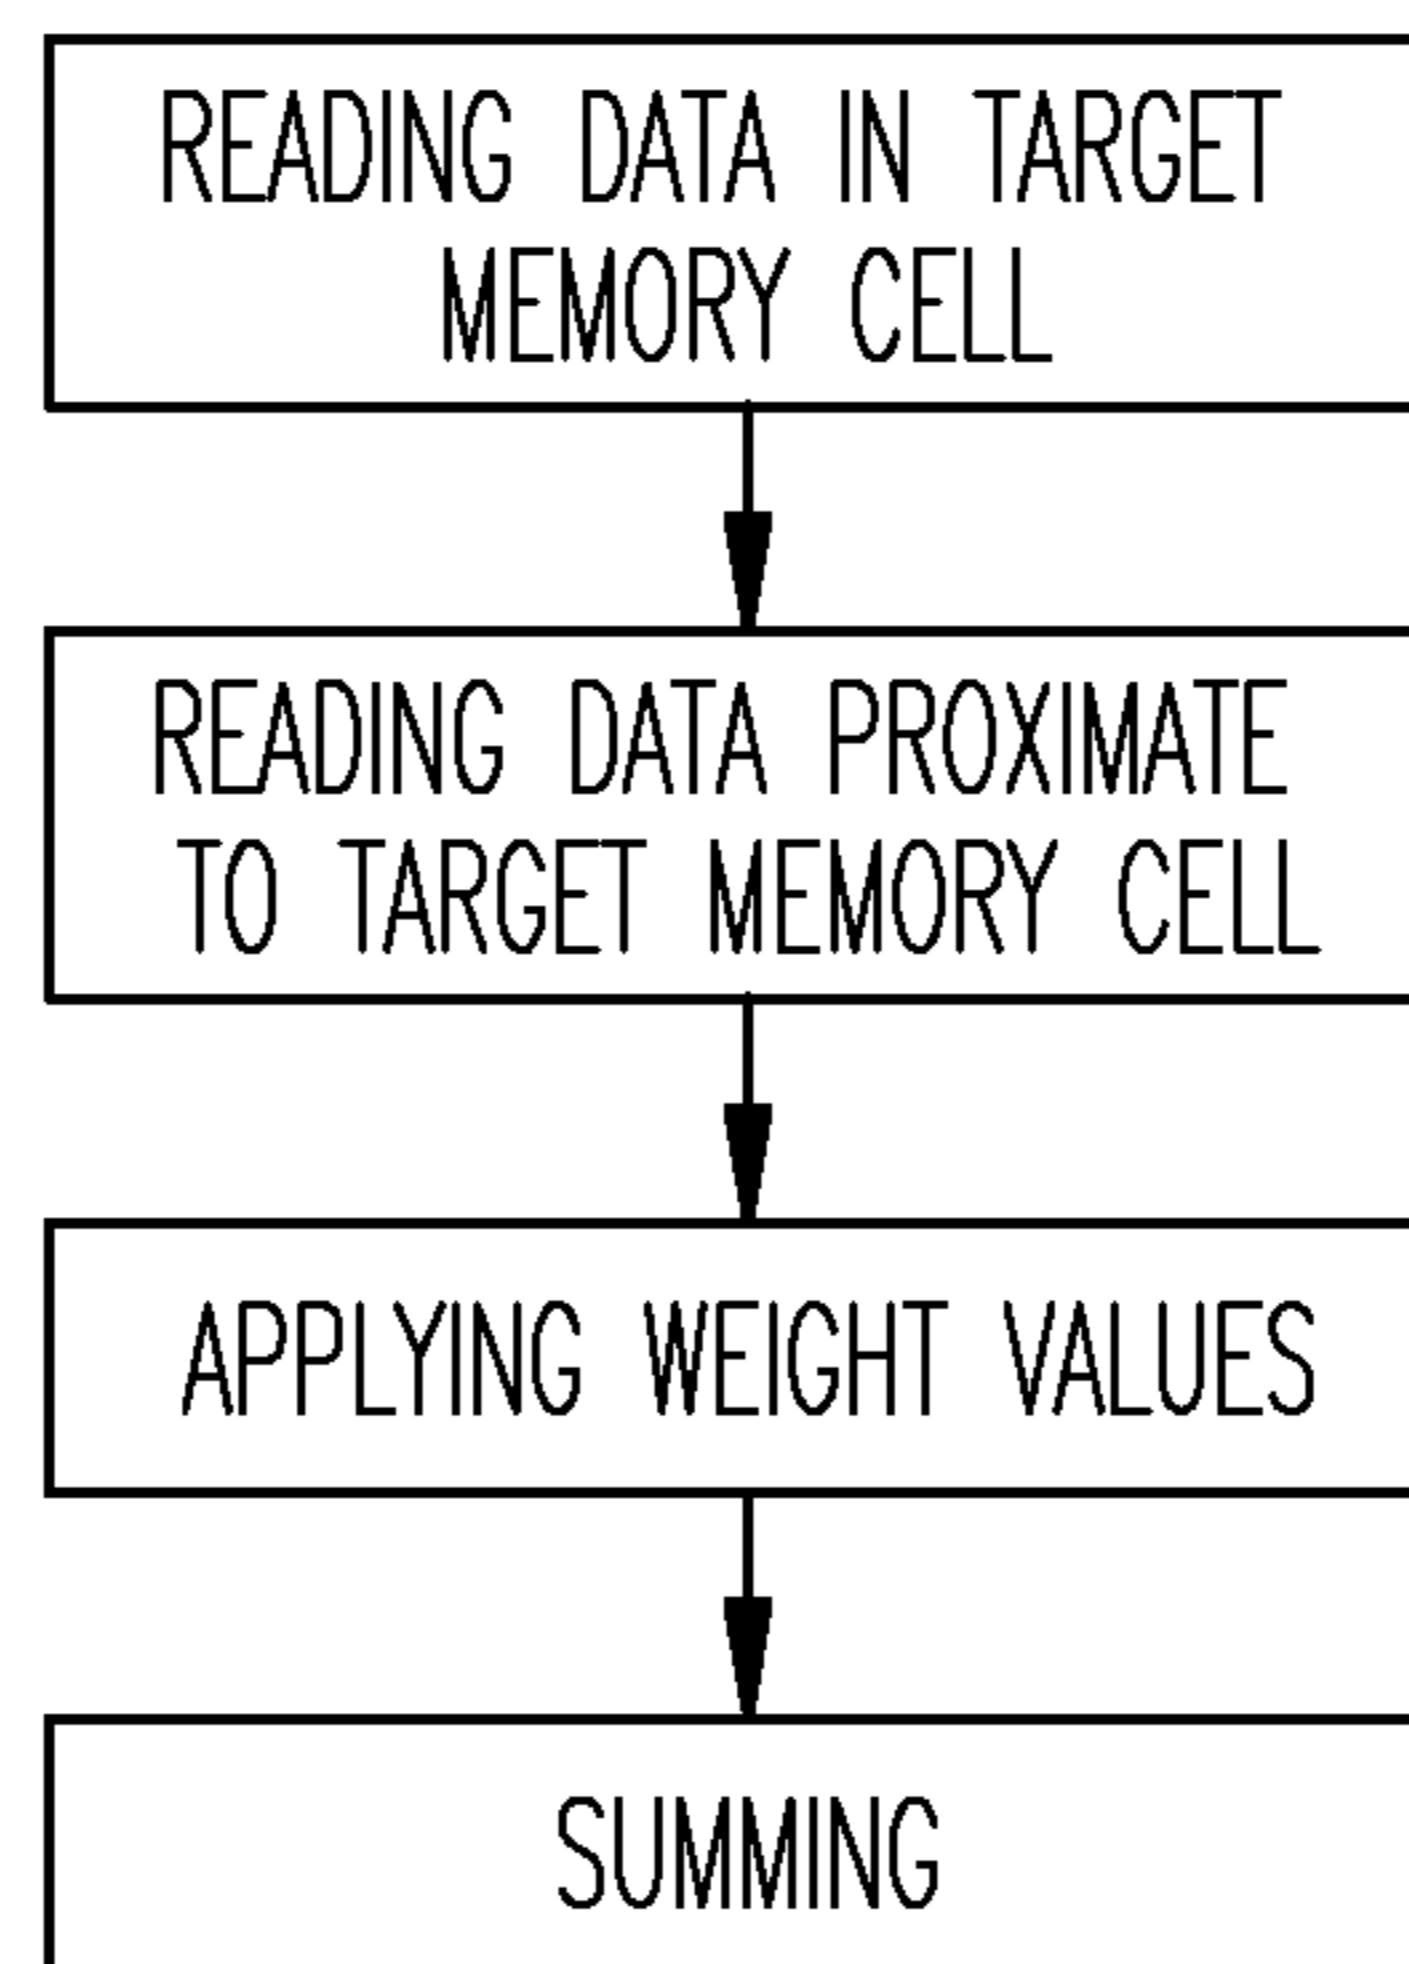 READING DATA IN TARGET
MEMORY CELL
READING DATA PROXIMATE
TO TARGET MEMORY CELL
APPLYING WEIGHT VALUES
SUMMING